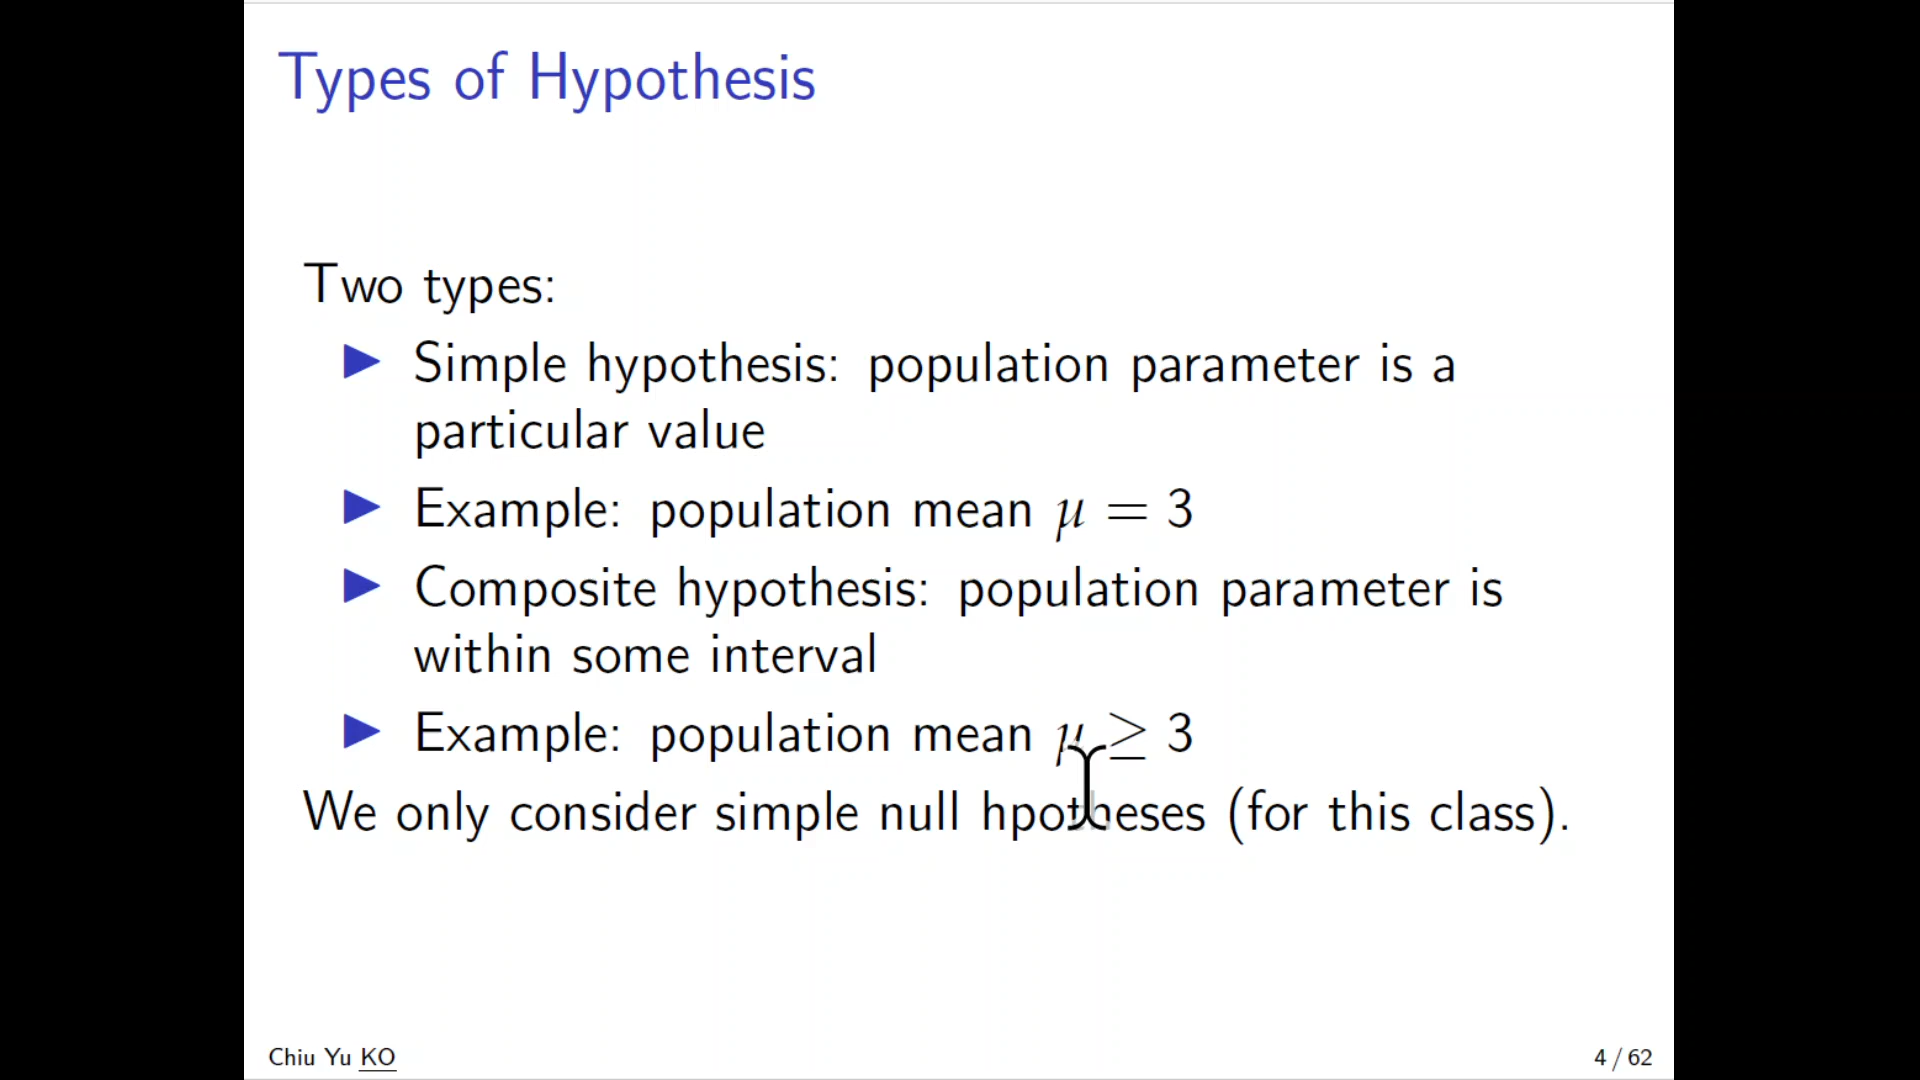 Types of Hypothesis
Two types:
Simple hypothesis: population parameter is a
particular value
Example: population mean μ = 3
Composite hypothesis: population parameter is
within some interval
Example: population mean μ ≥ 3
We only consider simple null hpotheses (for this class).
Chiu Yu KO
4 / 62